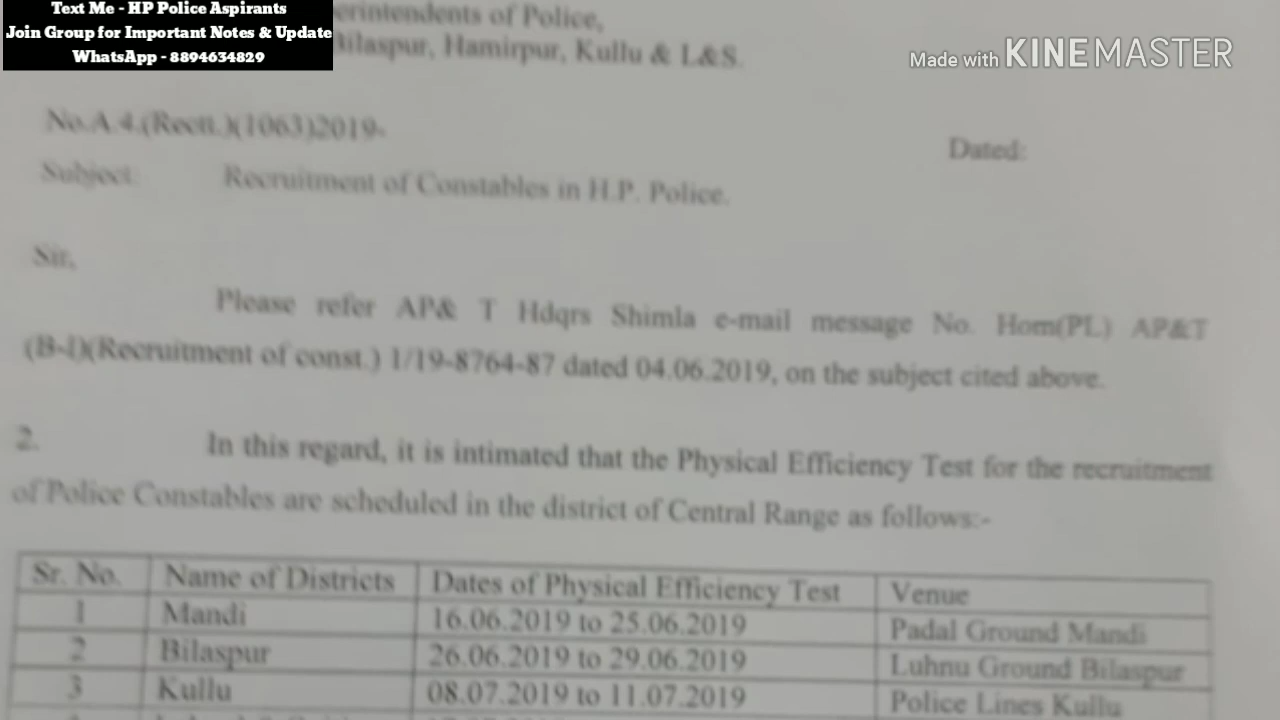 Text Me - HP Police Aspirants
Join Group for Important Notes & Update
WhatsApp - 8894634829
Made with KINEMASTER
erintendents of Police,
Bilaspur, Hamirpur, Kullu & L&S.
No.A.4.(Rectt.)(1063)2019-
Dated:
Subject: Recruitment of Constables in H.P. Police.
Sir,
Please refer AP& T Hdqrs Shimla e-mail message No. Hom(PL) AP&T
(B-I)(Recruitment of const.) 1/19-8764-87 dated 04.06.2019, on the subject cited above.
2. In this regard, it is intimated that the Physical Efficiency Test for the recruitment
of Police Constables are scheduled in the district of Central Range as follows:-
Sr. No. Name of Districts Dates of Physical Efficiency Test Venue
1 Mandi 16.06.2019 to 25.06.2019 Padal Ground Mandi
2 Bilaspur 26.06.2019 to 29.06.2019 Luhnu Ground Bilaspur
3 Kullu 08.07.2019 to 11.07.2019 Police Lines Kullu